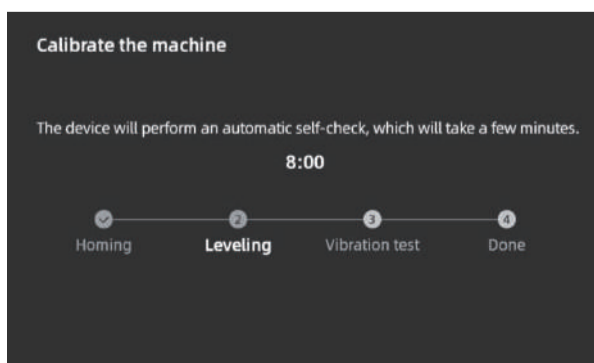 Calibrate the machine
The device will perform an automatic self-check, which will take a few minutes.
8:00
2 3 4
Homing Leveling Vibration test Done